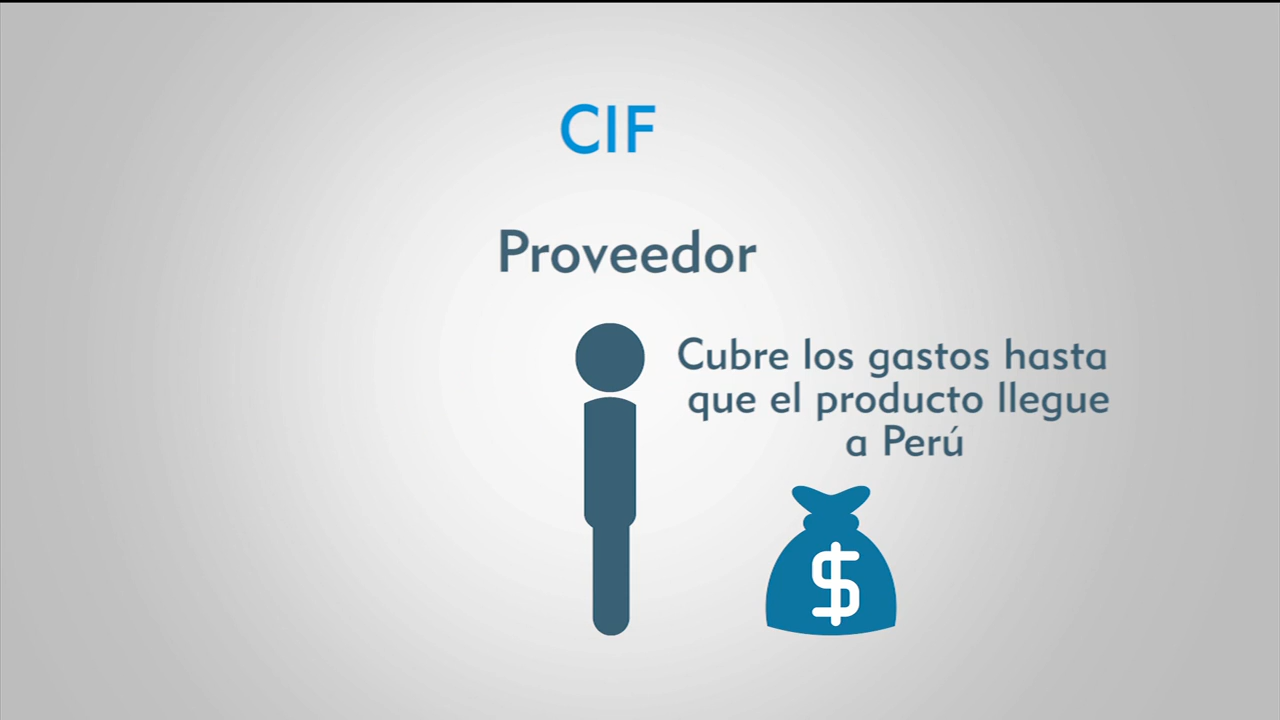 CIF
Proveedor
Cubre los gastos hasta
que el producto llegue
a Perú
$